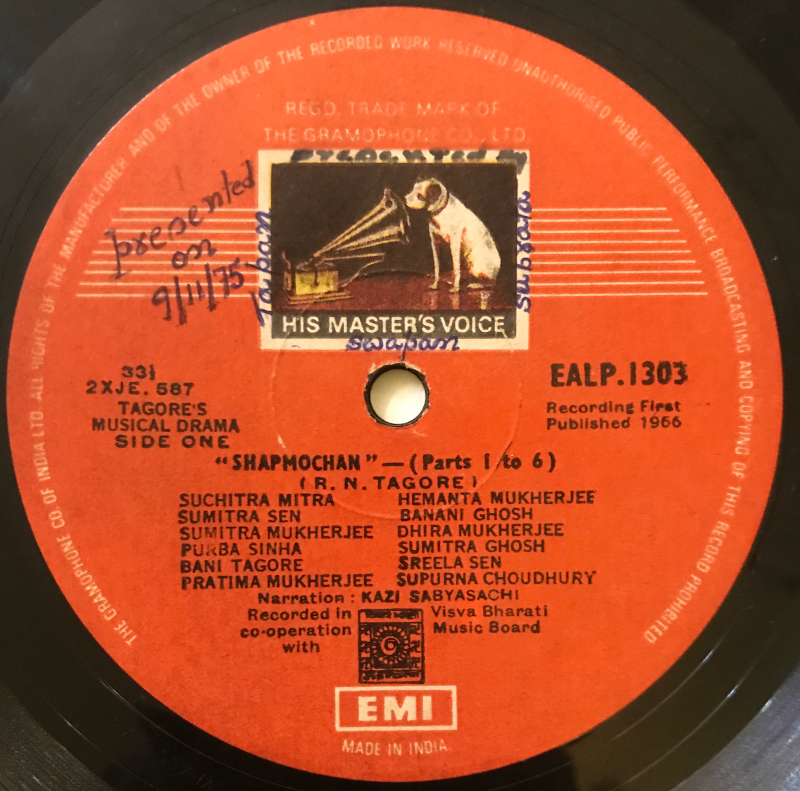 THE GRAMOPHONE CO OF INDIA LTD. ALL RIGHTS OF THE MANUFACTURER AND OF THE OWNER OF THE RECORDED WORK RESERVED UNAUTHORISED PUBLIC PERFORMANCE BROADCASTING AND COPYING OF THIS RECORD PROHIBITED
REGD. TRADE MARK OF
THE GRAMOPHONE CO., LTD.
presented
on
9/11/75
Tapan
subrata
HIS MASTER'S VOICE
swapan
33⅓
2XJE. 587
TAGORE'S
MUSICAL DRAMA
SIDE ONE
EALP.1303
Recording First
Published 1966
"SHAPMOCHAN" — (Parts 1 to 6)
(R. N. TAGORE)
SUCHITRA MITRA HEMANTA MUKHERJEE
SUMITRA SEN BANANI GHOSH
SUMITRA MUKHERJEE DHIRA MUKHERJEE
PURBA SINHA SUMITRA GHOSH
BANI TAGORE SREELA SEN
PRATIMA MUKHERJEE SUPURNA CHOUDHURY
Narration : KAZI SABYASACHI
Recorded in Visva Bharati
co-operation Music Board
with
EMI
MADE IN INDIA.